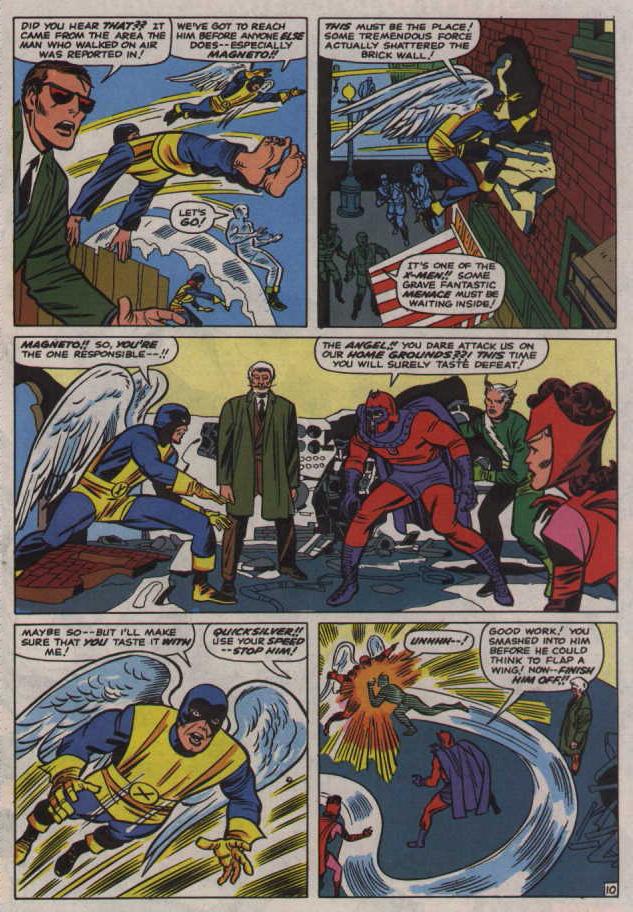 DID YOU HEAR THAT?? IT
CAME FROM THE AREA THE
MAN WHO WALKED ON AIR
WAS REPORTED IN!
WE'VE GOT TO REACH
HIM BEFORE ANYONE ELSE
DOES--ESPECIALLY
MAGNETO!!
LET'S
GO!
THIS MUST BE THE PLACE!
SOME TREMENDOUS FORCE
ACTUALLY SHATTERED THE
BRICK WALL!
IT'S ONE OF THE
X-MEN!! SOME
GRAVE FANTASTIC
MENACE MUST BE
WAITING INSIDE!
MAGNETO!! SO, YOU'RE
THE ONE RESPONSIBLE--!!
THE ANGEL!! YOU DARE ATTACK US ON
OUR HOME GROUNDS??! THIS TIME
YOU WILL SURELY TASTE DEFEAT!
MAYBE SO--BUT I'LL MAKE
SURE THAT YOU TASTE IT WITH
ME!
QUICKSILVER!!
USE YOUR SPEED
--STOP HIM!
UNHHN--!
GOOD WORK! YOU
SMASHED INTO HIM
BEFORE HE COULD
THINK TO FLAP A
WING! NOW--FINISH
HIM OFF!!
10